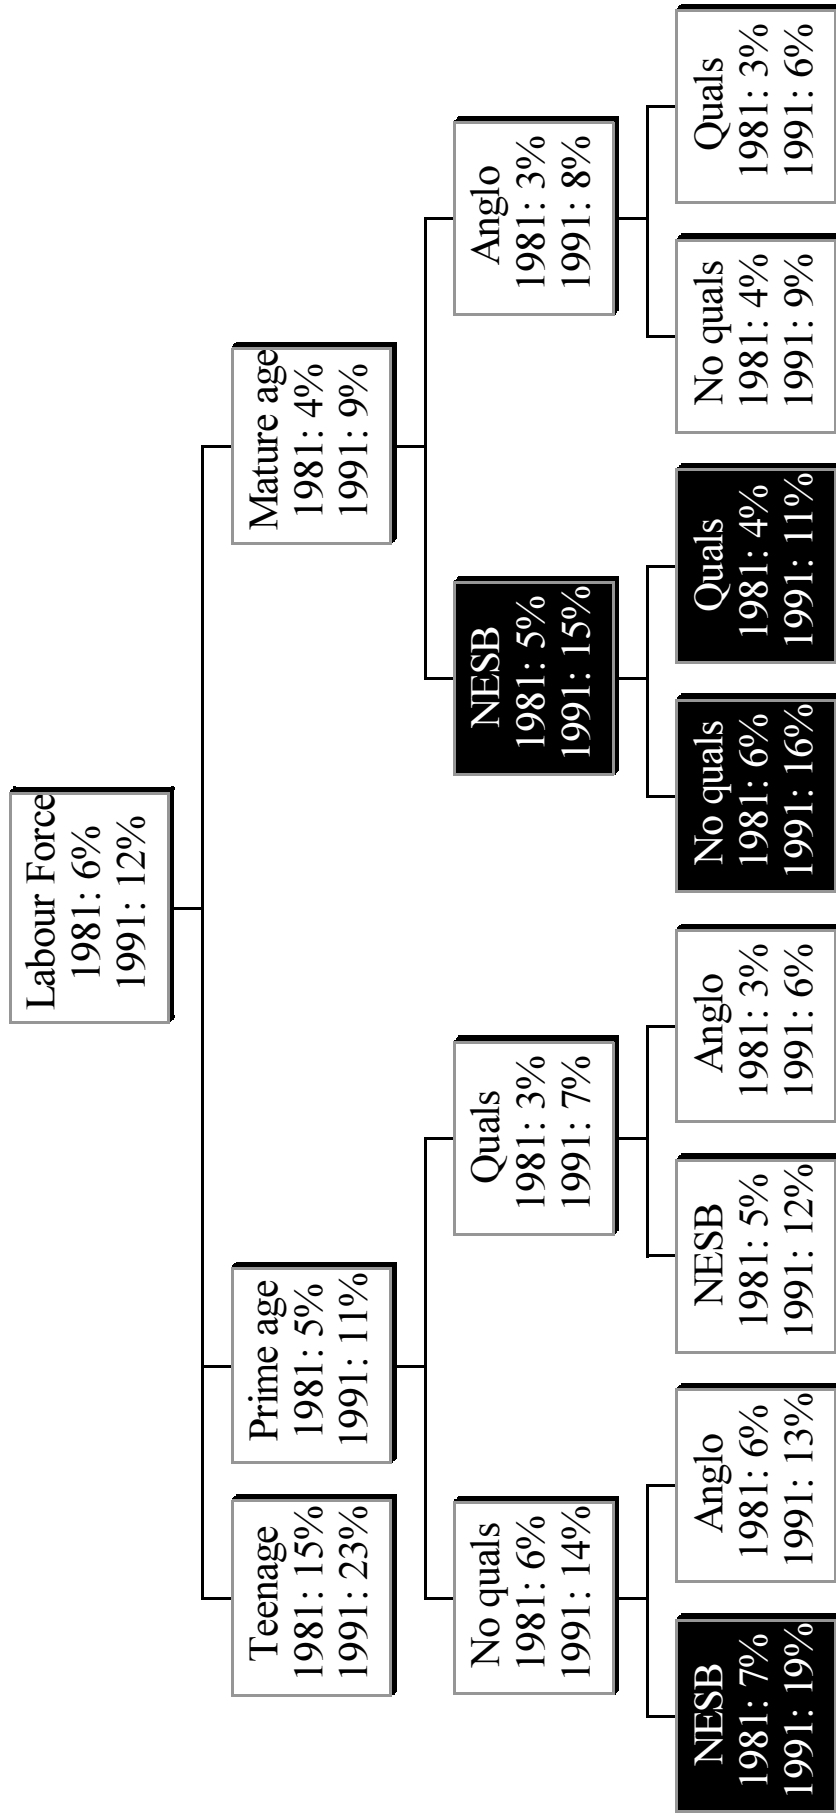 Labour Force
1981: 6%
1991: 12%
Teenage
1981: 15%
1991: 23%
Prime age
1981: 5%
1991: 11%
Mature age
1981: 4%
1991: 9%
No quals
1981: 6%
1991: 14%
Quals
1981: 3%
1991: 7%
NESB
1981: 5%
1991: 15%
Anglo
1981: 3%
1991: 8%
NESB
1981: 7%
1991: 19%
Anglo
1981: 6%
1991: 13%
NESB
1981: 5%
1991: 12%
Anglo
1981: 3%
1991: 6%
No quals
1981: 6%
1991: 16%
Quals
1981: 4%
1991: 11%
No quals
1981: 4%
1991: 9%
Quals
1981: 3%
1991: 6%